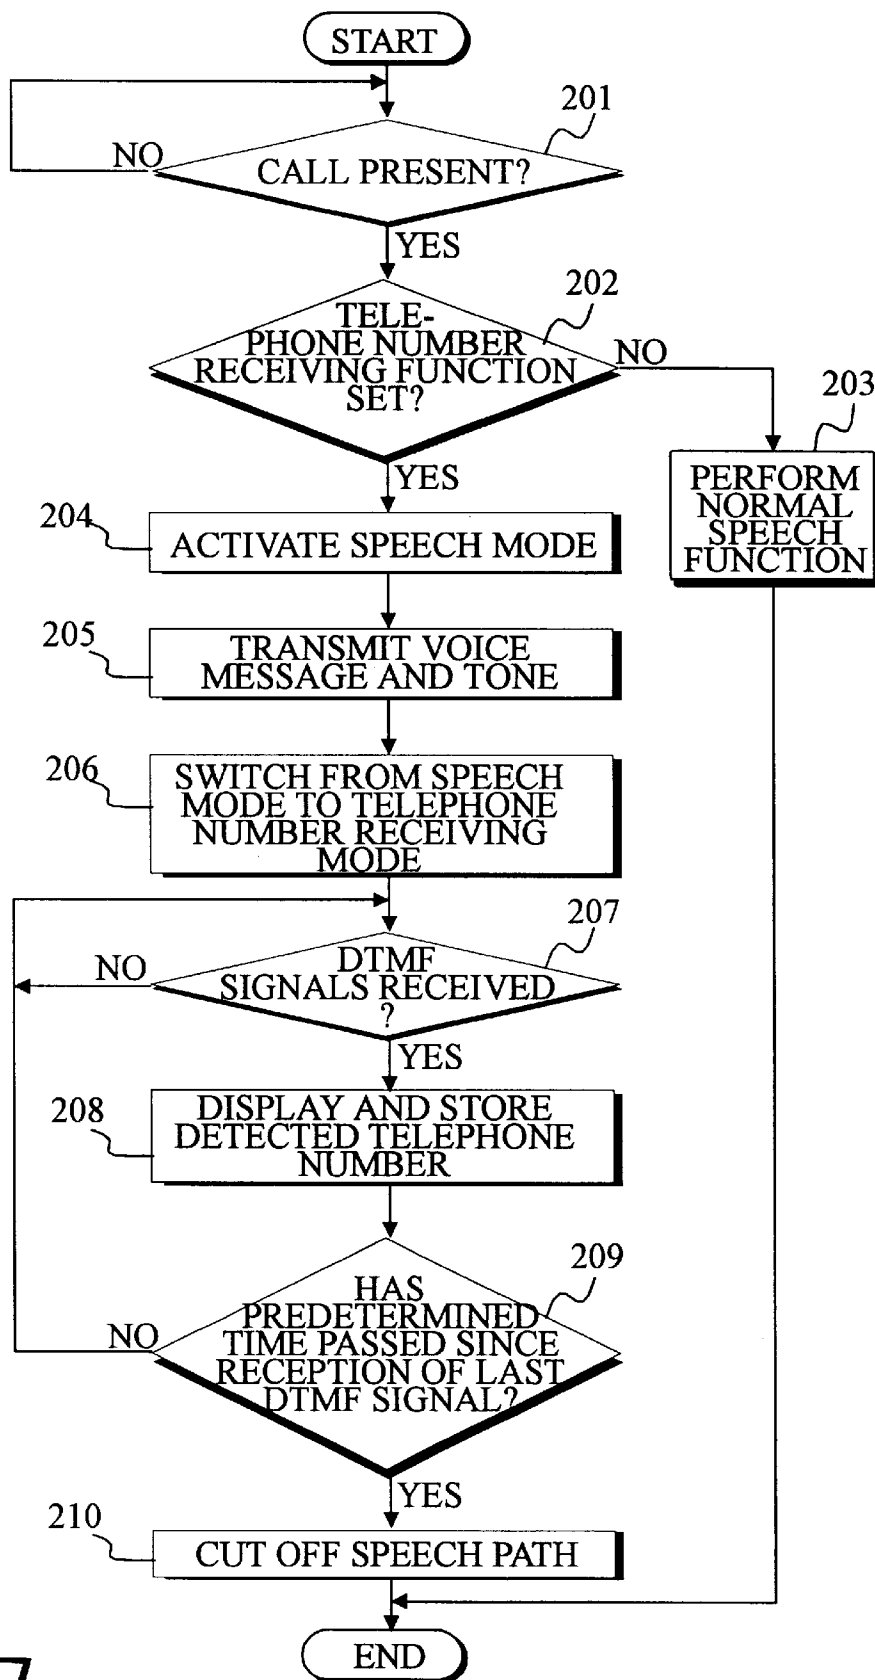 START
201
NO
CALL PRESENT?
YES
202
TELE-
PHONE NUMBER
RECEIVING FUNCTION
SET?
NO
203
YES
PERFORM
NORMAL
SPEECH
FUNCTION
204
ACTIVATE SPEECH MODE
205
TRANSMIT VOICE
MESSAGE AND TONE
206
SWITCH FROM SPEECH
MODE TO TELEPHONE
NUMBER RECEIVING
MODE
207
NO
DTMF
SIGNALS RECEIVED
?
YES
208
DISPLAY AND STORE
DETECTED TELEPHONE
NUMBER
209
NO
HAS
PREDETERMINED
TIME PASSED SINCE
RECEPTION OF LAST
DTMF SIGNAL?
YES
210
CUT OFF SPEECH PATH
END